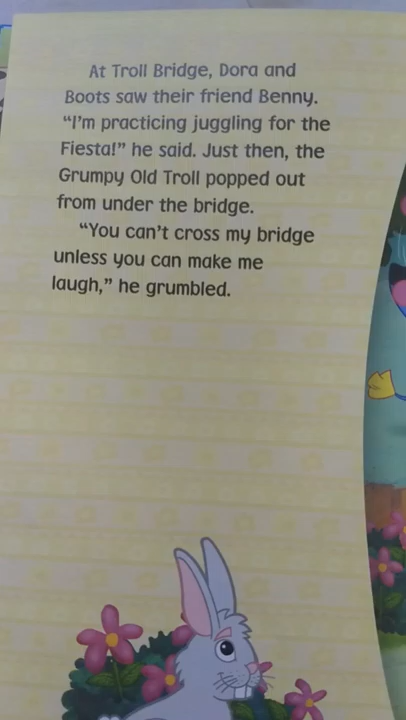 At Troll Bridge, Dora and
Boots saw their friend Benny.
“I’m practicing juggling for the
Fiesta!” he said. Just then, the
Grumpy Old Troll popped out
from under the bridge.
“You can’t cross my bridge
unless you can make me
laugh,” he grumbled.